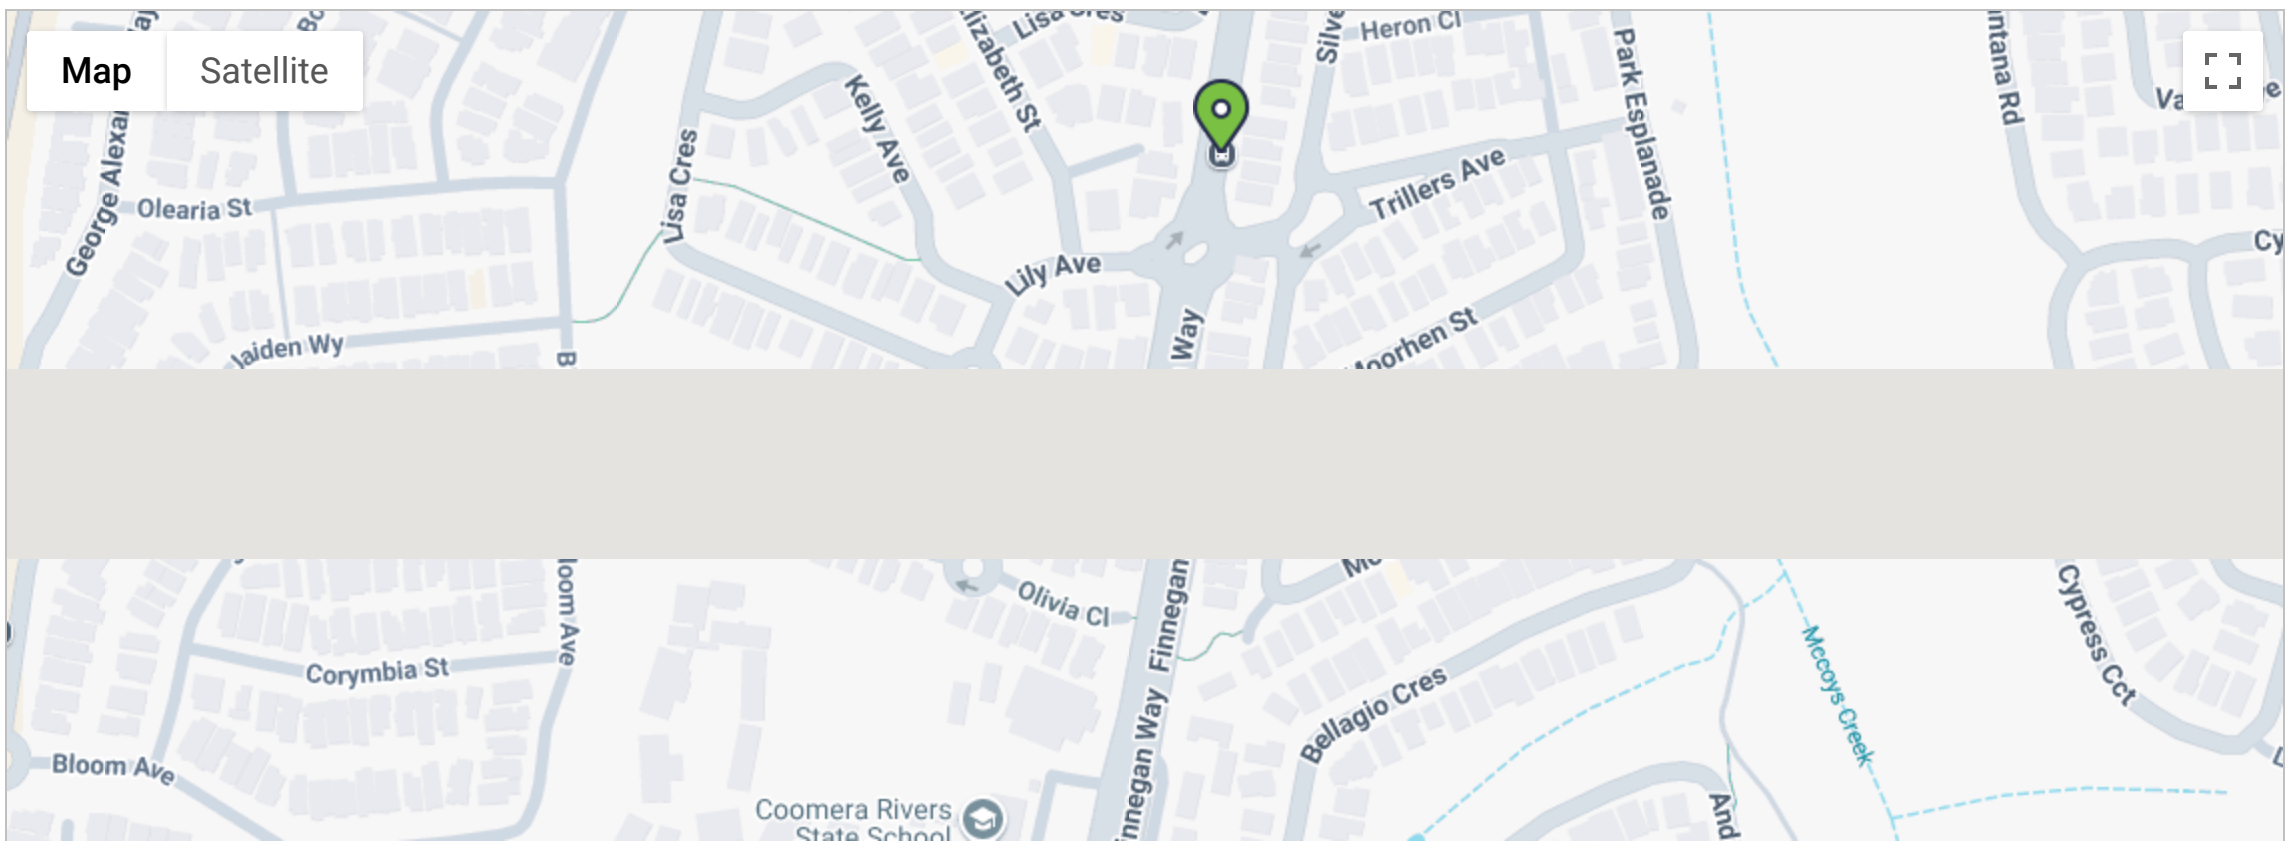 Map
Satellite
Lisa Cres
Elizabeth St
Heron Cl
Park Esplanade
Kelly Ave
Lisa Cres
Olearia St
Trillers Ave
Lily Ave
Way
Moorhen St
Jaiden Wy
Olivia Cl
Finnegan
Bloom Ave
Corymbia St
Mccoys Creek
Cypress Cct
Bellagio Cres
Finnegan Way
Bloom Ave
Coomera Rivers
State School
And